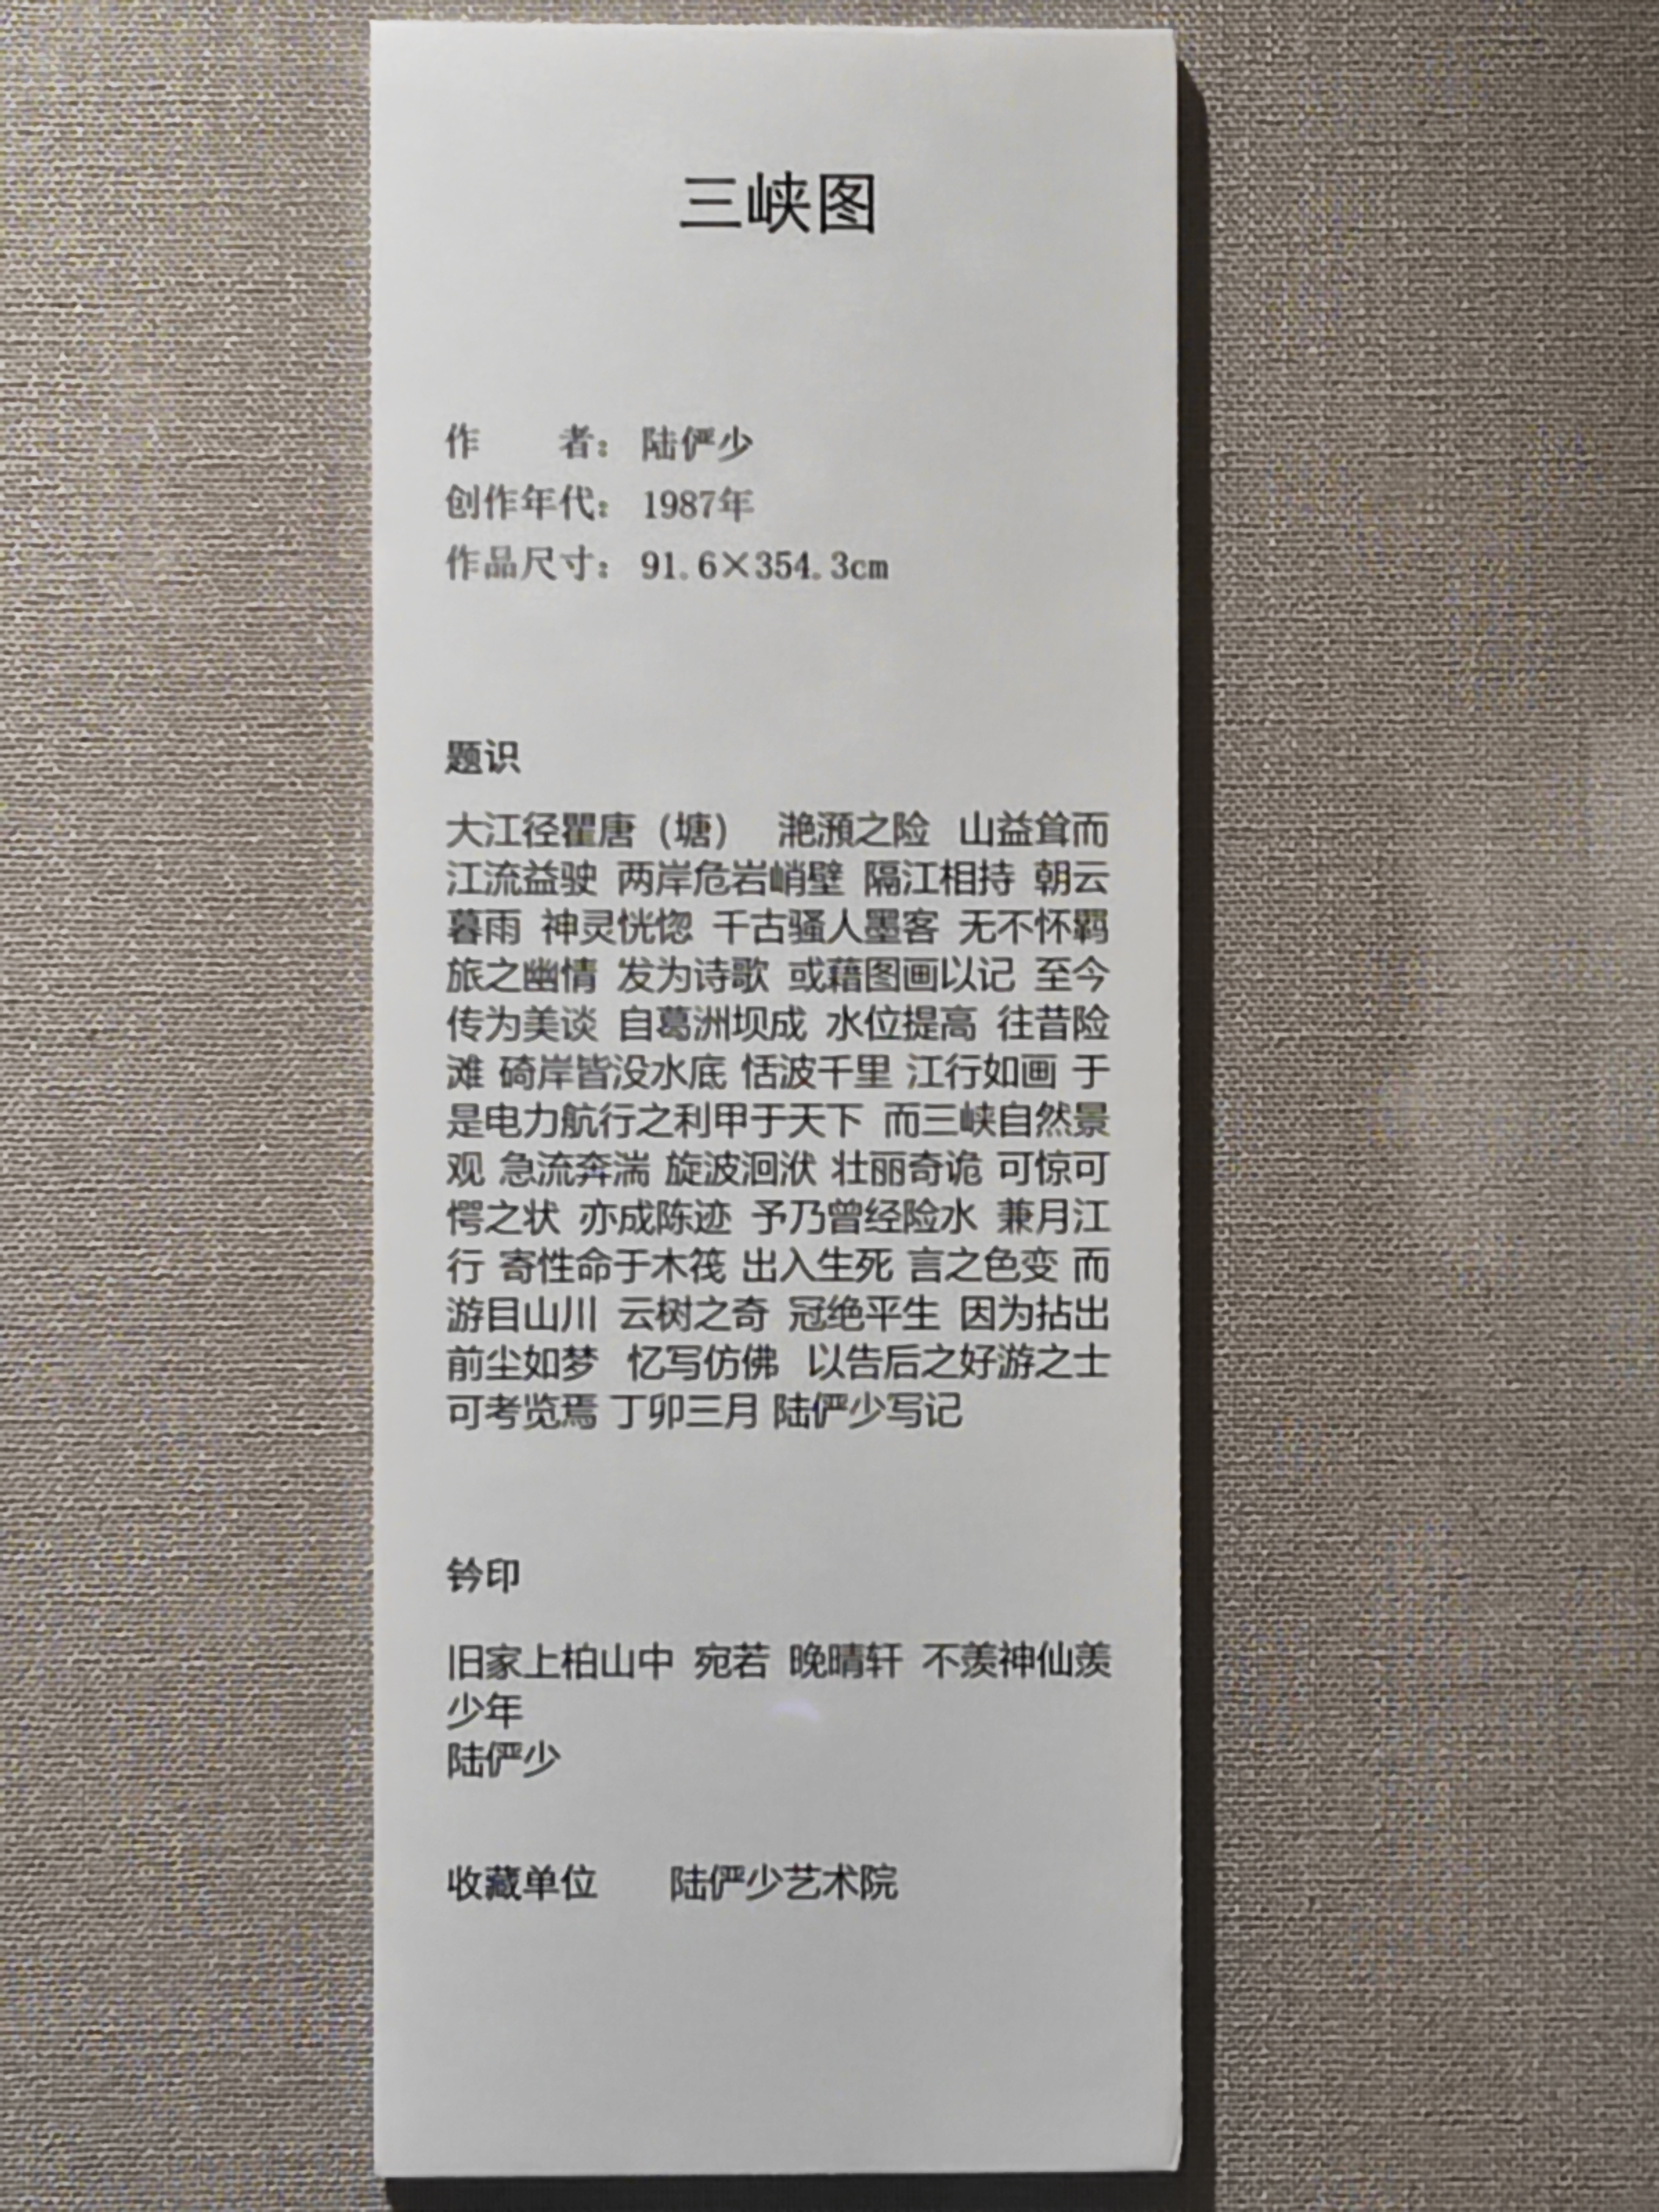 三峡图
作　　者：陆俨少
创作年代：1987年
作品尺寸：91.6×354.3cm
题识
大江径瞿唐（塘） 滟滪之险 山益耸而
江流益驶 两岸危岩峭壁 隔江相持 朝云
暮雨 神灵恍惚 千古骚人墨客 无不怀羁
旅之幽情 发为诗歌 或藉图画以记 至今
传为美谈 自葛洲坝成 水位提高 往昔险
滩 碕岸皆没水底 恬波千里 江行如画 于
是电力航行之利甲于天下 而三峡自然景
观 急流奔湍 旋波洄洑 壮丽奇诡 可惊可
愕之状 亦成陈迹 予乃曾经险水 兼月江
行 寄性命于木筏 出入生死 言之色变 而
游目山川 云树之奇 冠绝平生 因为拈出
前尘如梦 忆写仿佛 以告后之好游之士
可考览焉 丁卯三月 陆俨少写记
钤印
旧家上柏山中 宛若 晚晴轩 不羡神仙羡
少年
陆俨少
收藏单位　　陆俨少艺术院